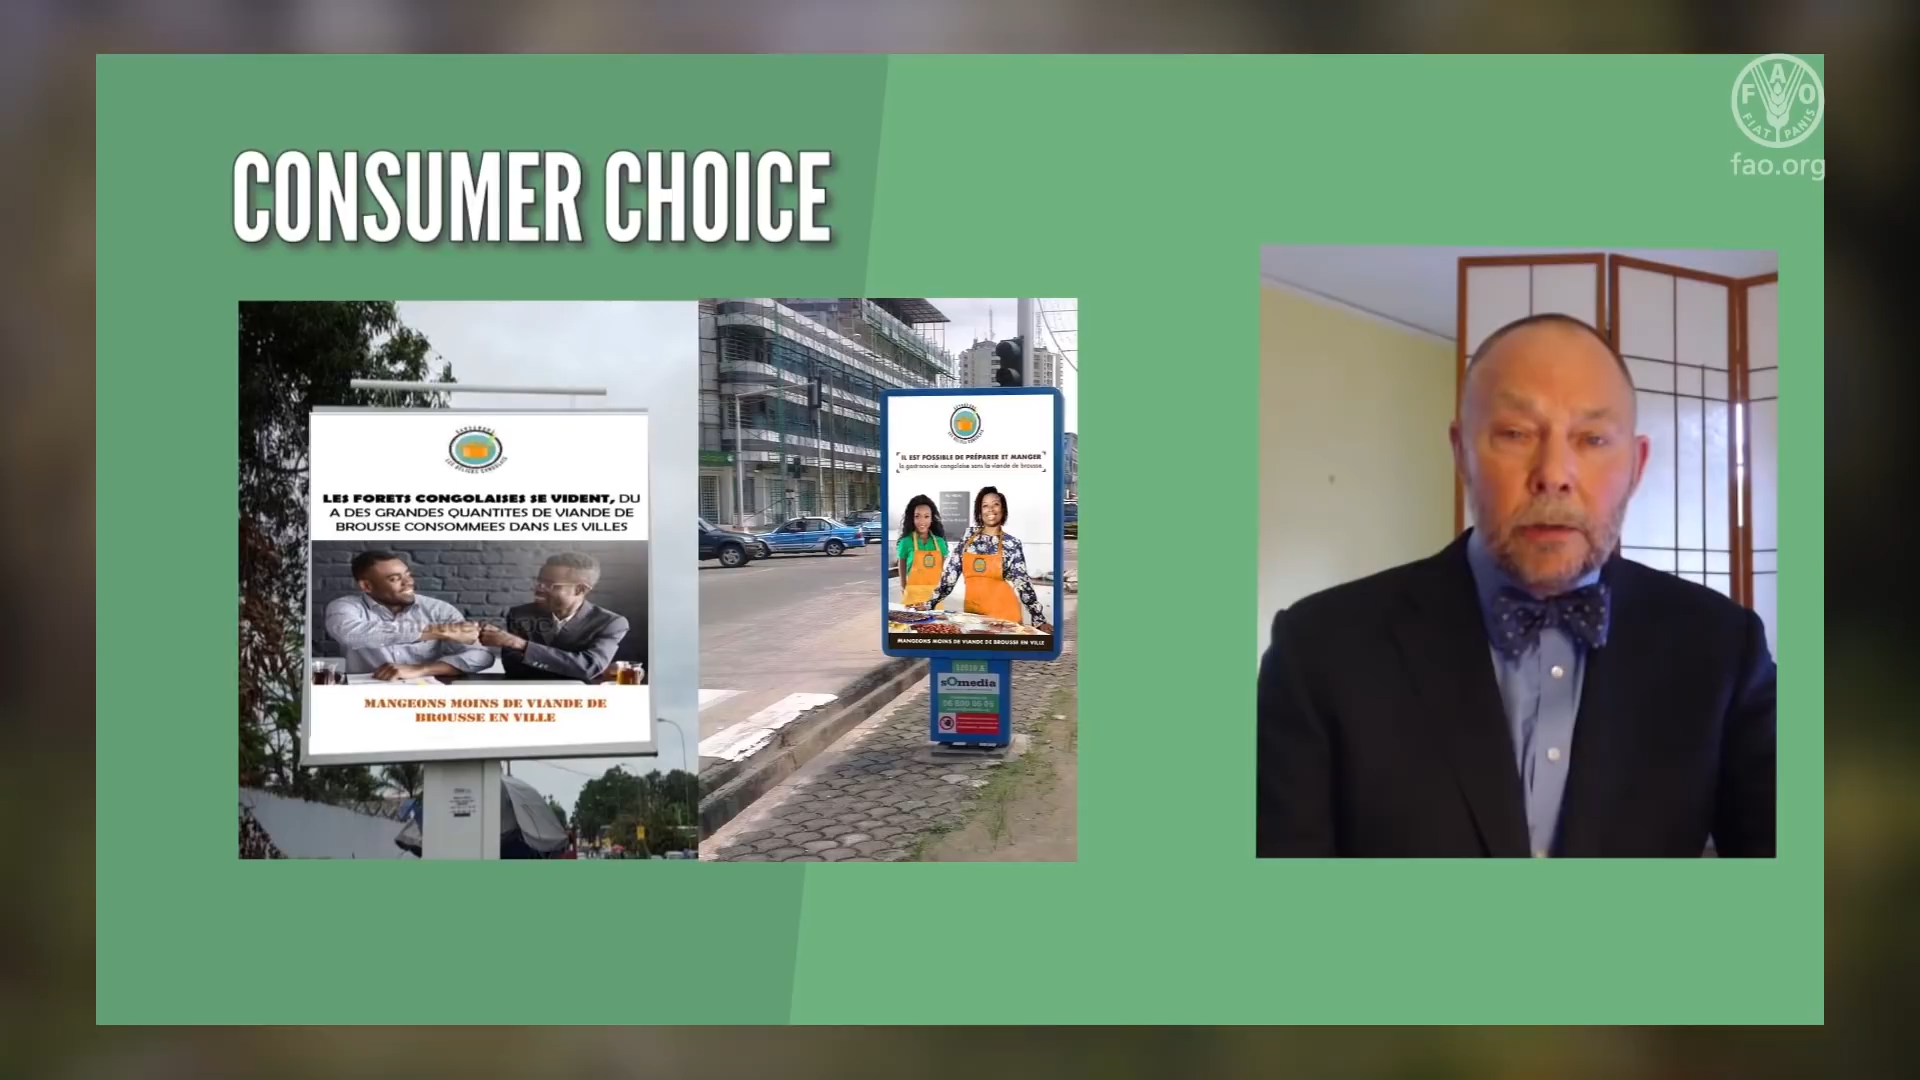 FAO
FIAT PANIS
fao.org
CONSUMER CHOICE
LES FORETS CONGOLAISES SE VIDENT, DU
A DES GRANDES QUANTITES DE VIANDE DE
BROUSSE CONSOMMEES DANS LES VILLES
shutterstock
MANGEONS MOINS DE VIANDE DE
BROUSSE EN VILLE
IL EST POSSIBLE DE PRÉPARER ET MANGER
la gastronomie congolaise sans la viande de brousse
MANGEONS MOINS DE VIANDE DE BROUSSE EN VILLE
sOmedia